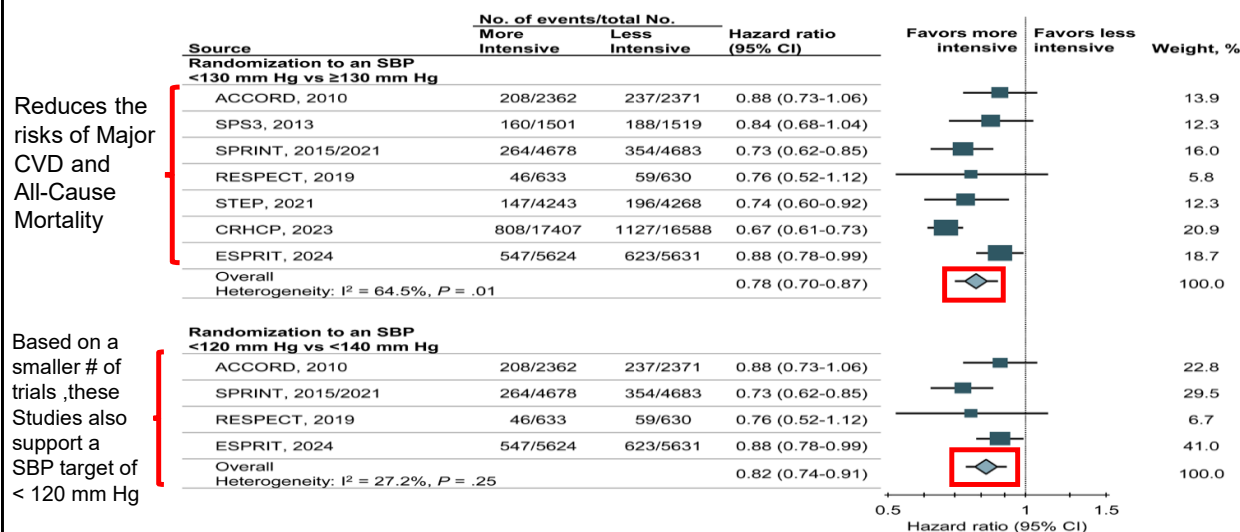 No. of events/total No.
Source More Intensive Less Intensive Hazard ratio (95% CI) Favors more intensive Favors less intensive Weight, %
Randomization to an SBP
<130 mm Hg vs ≥130 mm Hg
ACCORD, 2010 208/2362 237/2371 0.88 (0.73-1.06) 13.9
SPS3, 2013 160/1501 188/1519 0.84 (0.68-1.04) 12.3
SPRINT, 2015/2021 264/4678 354/4683 0.73 (0.62-0.85) 16.0
RESPECT, 2019 46/633 59/630 0.76 (0.52-1.12) 5.8
STEP, 2021 147/4243 196/4268 0.74 (0.60-0.92) 12.3
CRHCP, 2023 808/17407 1127/16588 0.67 (0.61-0.73) 20.9
ESPRIT, 2024 547/5624 623/5631 0.88 (0.78-0.99) 18.7
Overall 0.78 (0.70-0.87) 100.0
Heterogeneity: I² = 64.5%, P = .01
Reduces the
risks of Major
CVD and
All-Cause
Mortality
Randomization to an SBP
<120 mm Hg vs <140 mm Hg
ACCORD, 2010 208/2362 237/2371 0.88 (0.73-1.06) 22.8
SPRINT, 2015/2021 264/4678 354/4683 0.73 (0.62-0.85) 29.5
RESPECT, 2019 46/633 59/630 0.76 (0.52-1.12) 6.7
ESPRIT, 2024 547/5624 623/5631 0.88 (0.78-0.99) 41.0
Overall 0.82 (0.74-0.91) 100.0
Heterogeneity: I² = 27.2%, P = .25
Based on a
smaller # of
trials ,these
Studies also
support a
SBP target of
< 120 mm Hg
0.5 1 1.5
Hazard ratio (95% CI)